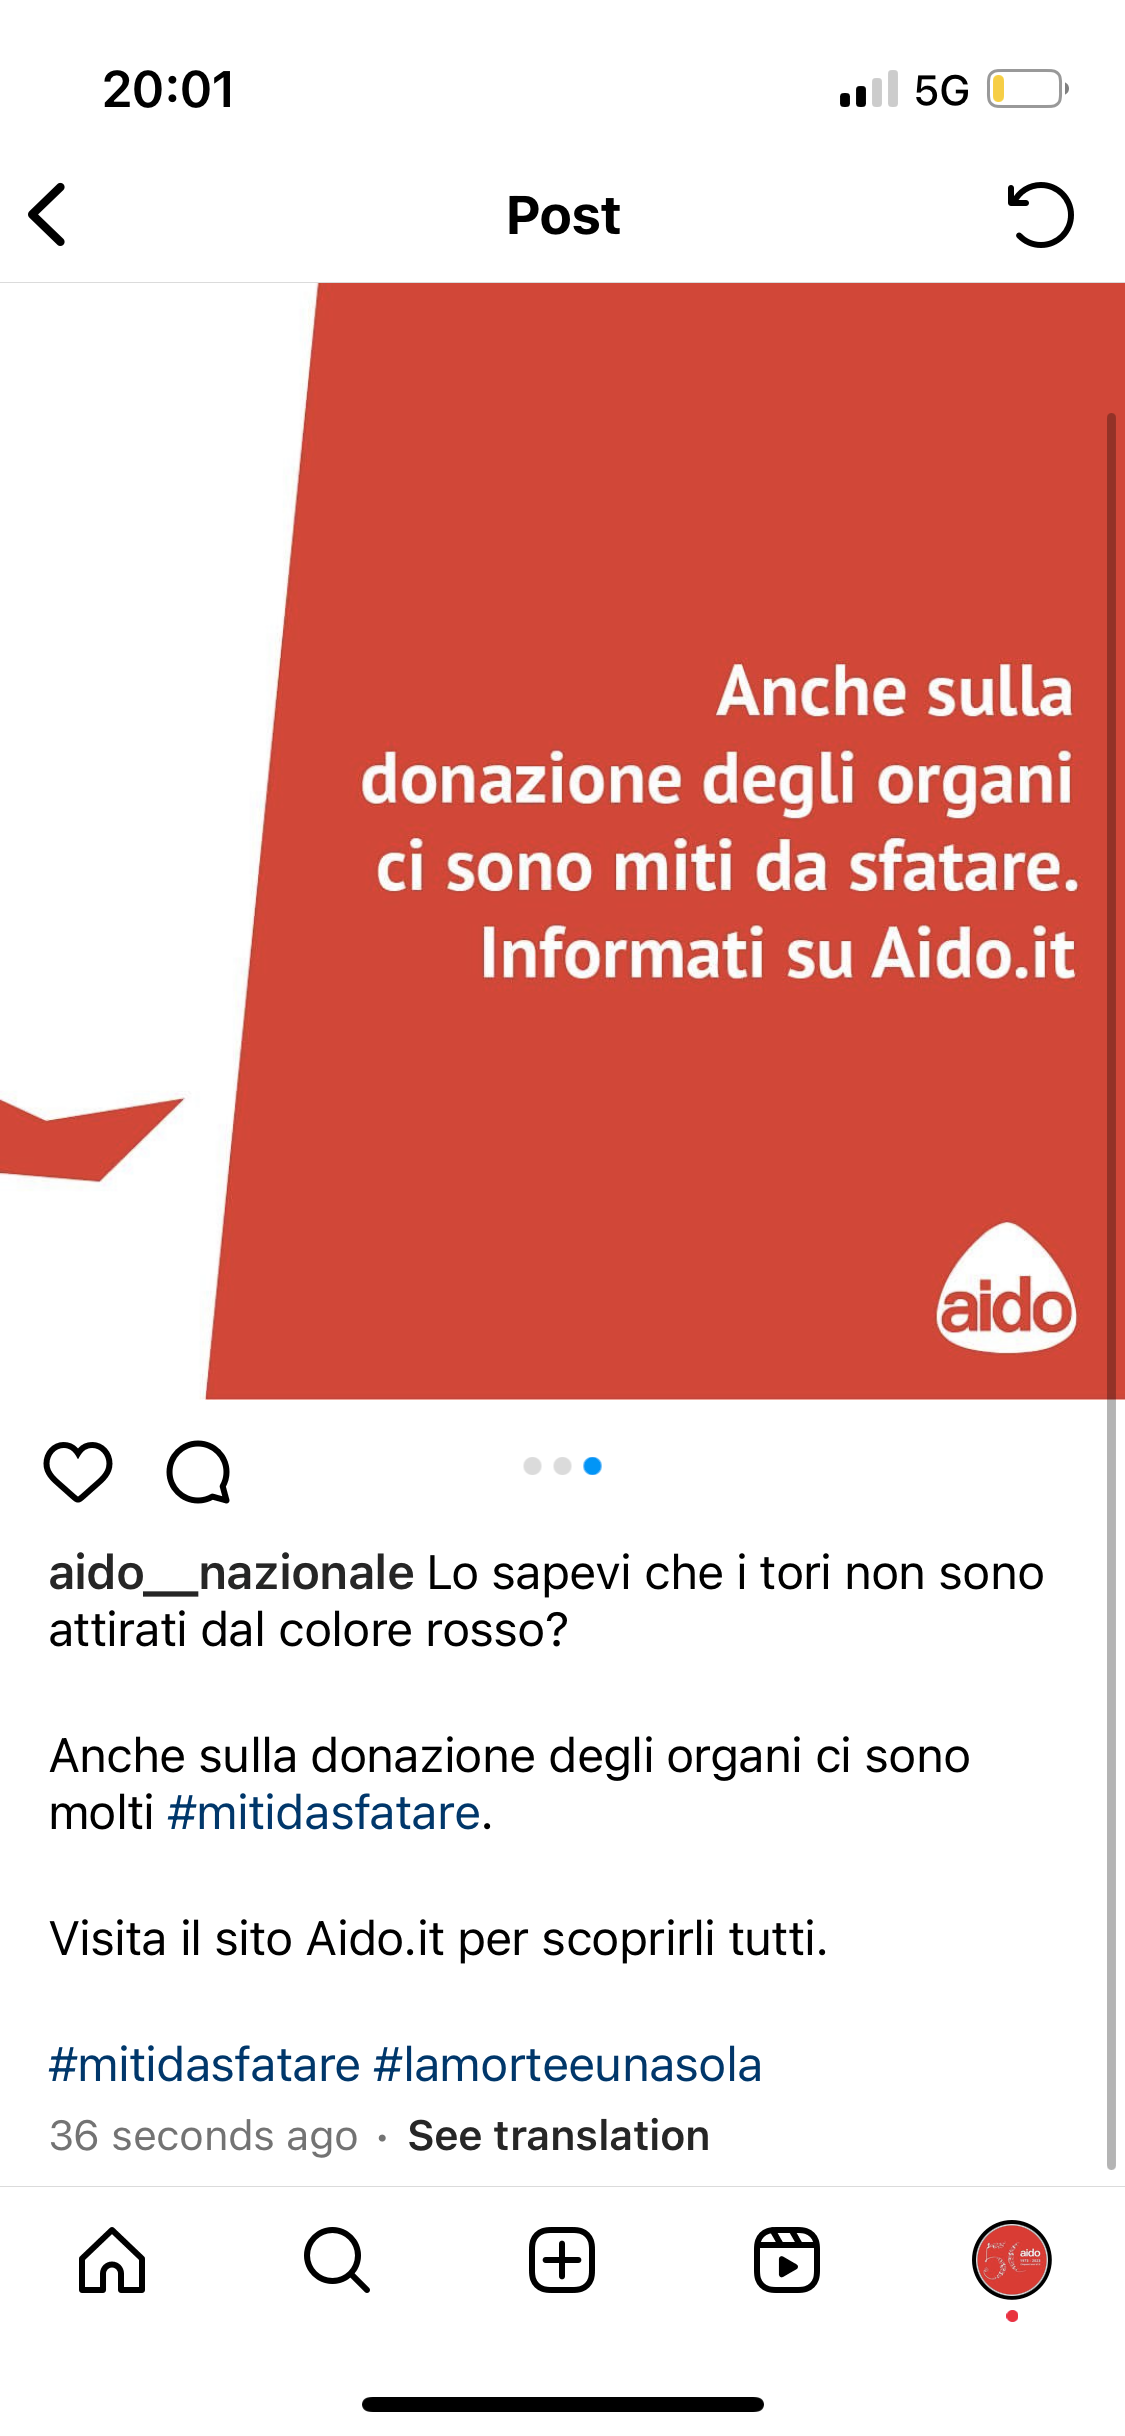 20:01
5G
Post
Anche sulla
donazione degli organi
ci sono miti da sfatare.
Informati su Aido.it
aido
aido__nazionale Lo sapevi che i tori non sono
attirati dal colore rosso?
Anche sulla donazione degli organi ci sono
molti #mitidasfatare.
Visita il sito Aido.it per scoprirli tutti.
#mitidasfatare #lamorteeunasola
36 seconds ago · See translation
50
aido